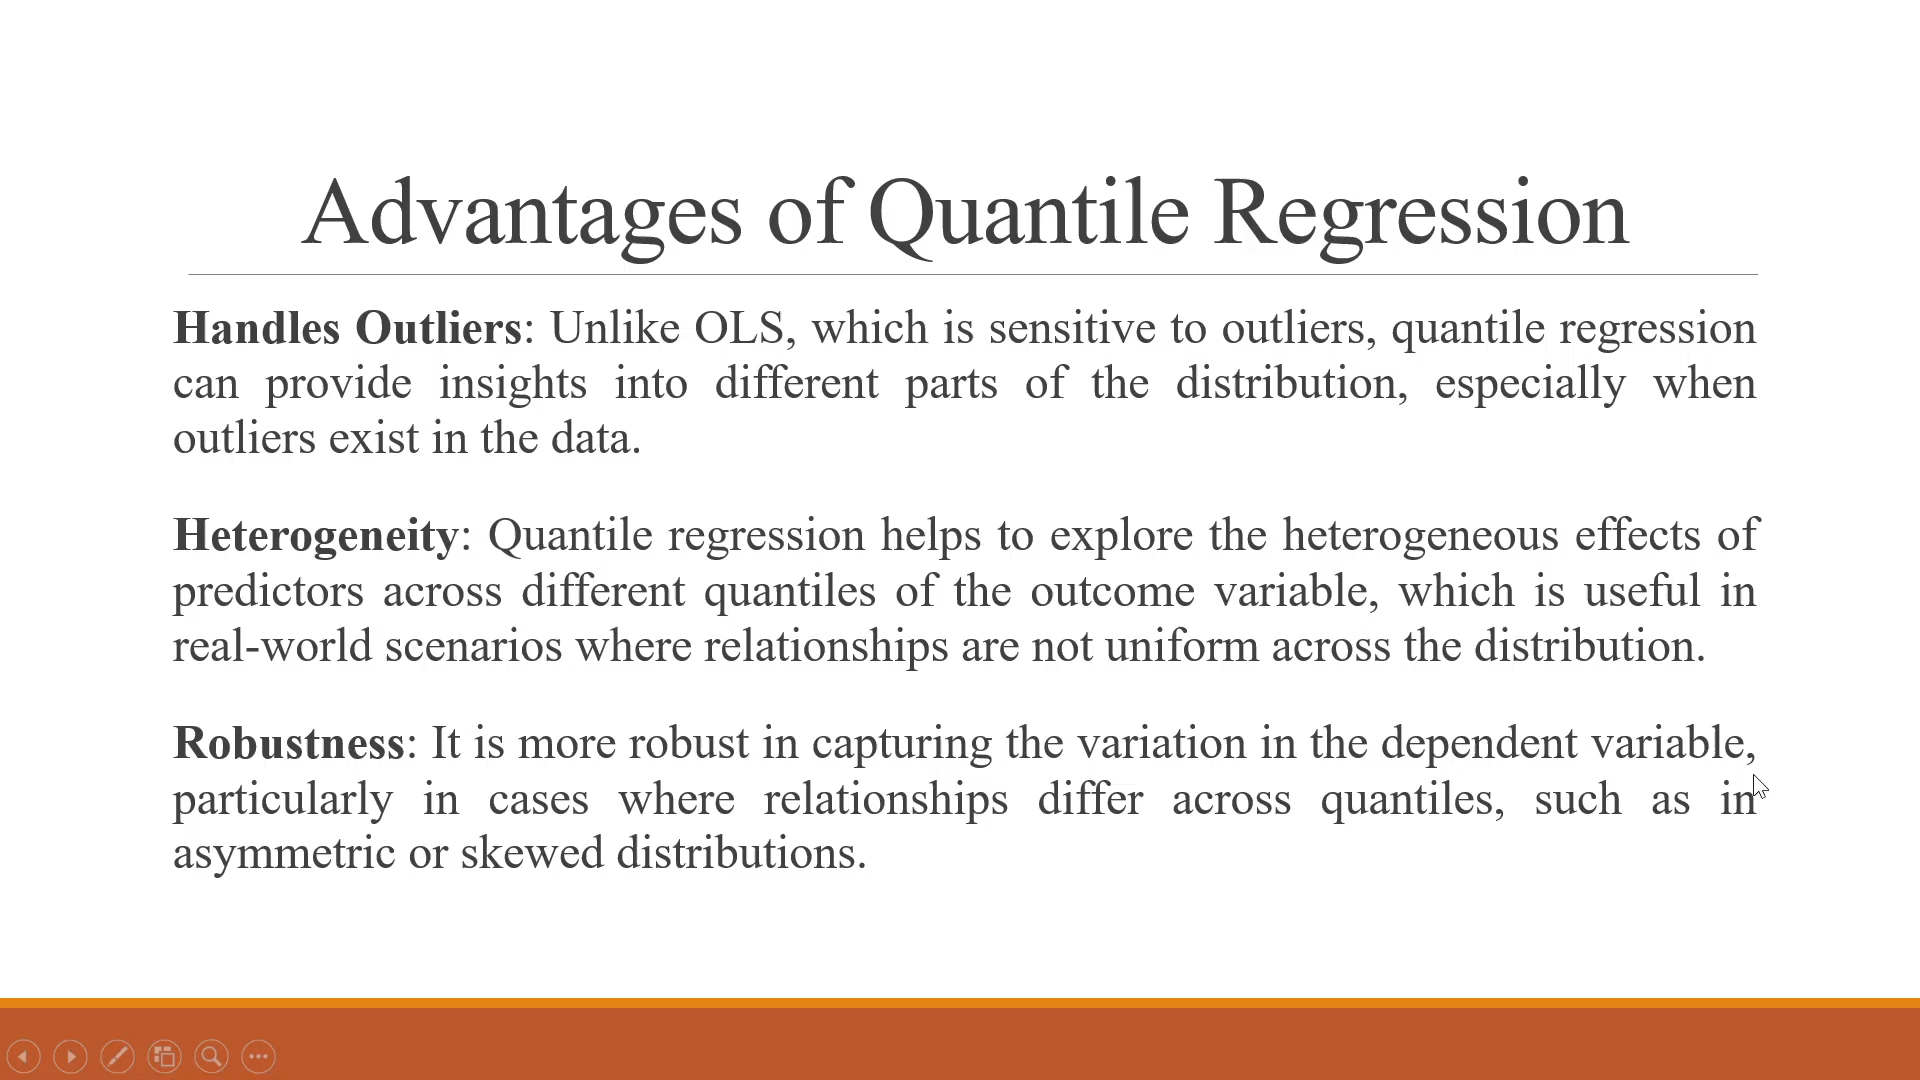 Advantages of Quantile Regression
Handles Outliers: Unlike OLS, which is sensitive to outliers, quantile regression
can provide insights into different parts of the distribution, especially when
outliers exist in the data.
Heterogeneity: Quantile regression helps to explore the heterogeneous effects of
predictors across different quantiles of the outcome variable, which is useful in
real-world scenarios where relationships are not uniform across the distribution.
Robustness: It is more robust in capturing the variation in the dependent variable,
particularly in cases where relationships differ across quantiles, such as in
asymmetric or skewed distributions.